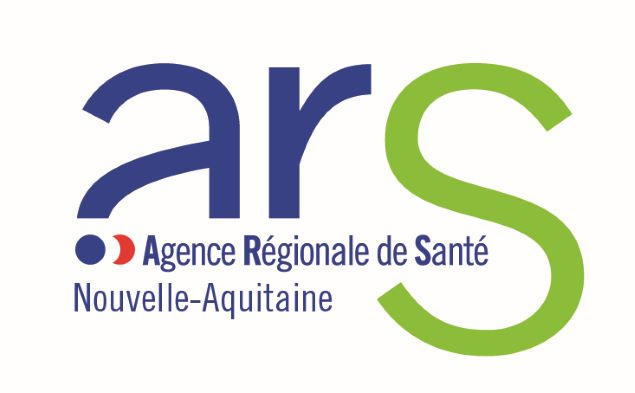 ars
Agence Régionale de Santé
Nouvelle-Aquitaine